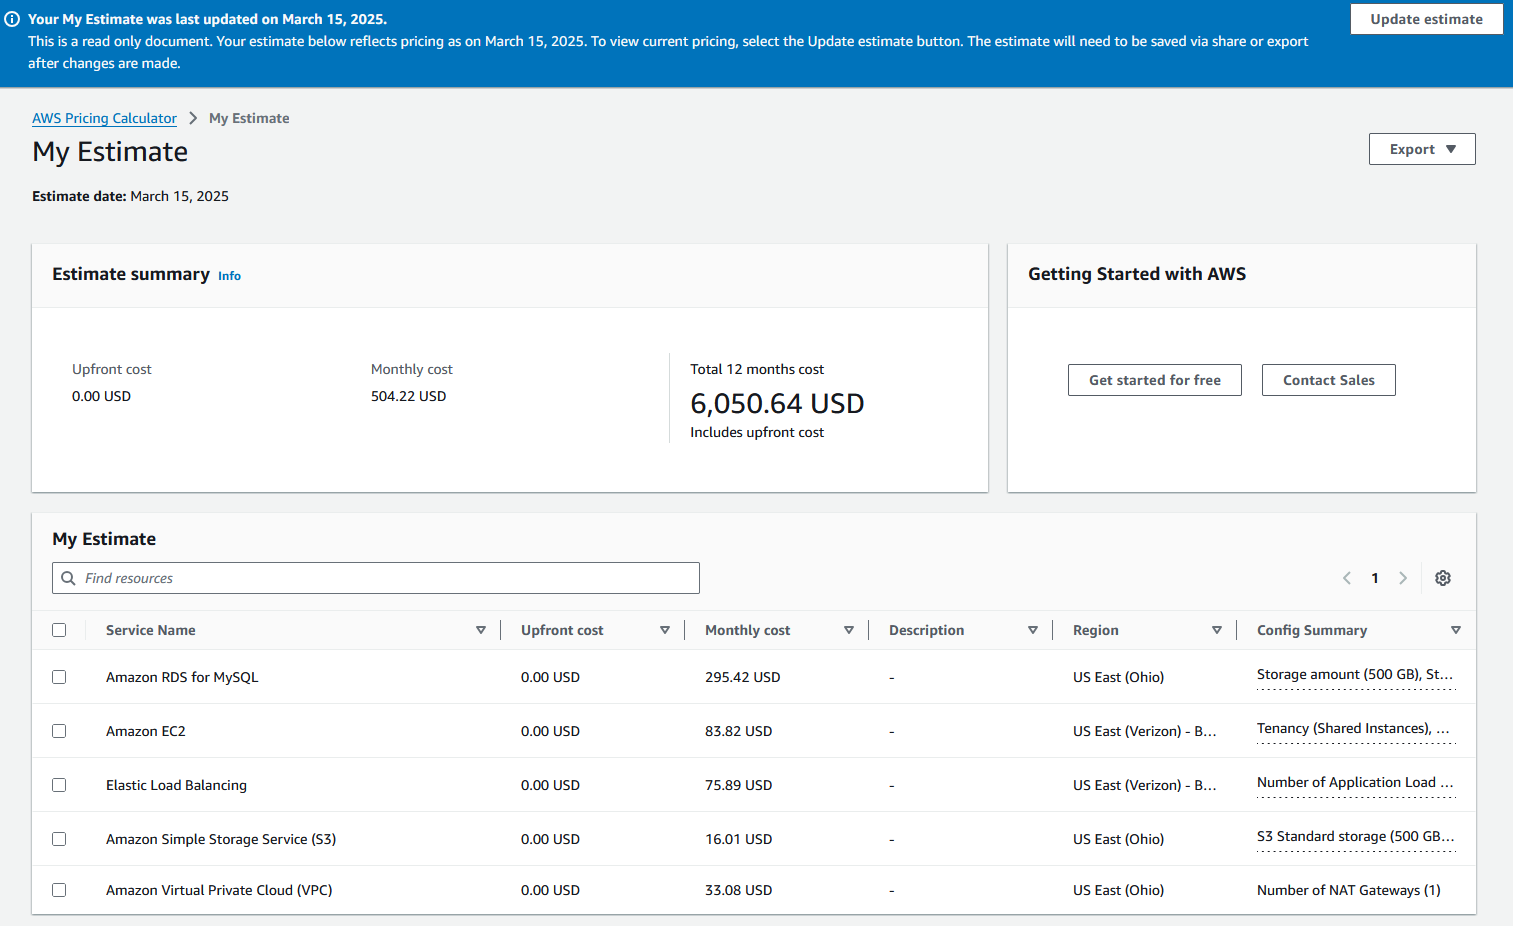 Your My Estimate was last updated on March 15, 2025.
This is a read only document. Your estimate below reflects pricing as on March 15, 2025. To view current pricing, select the Update estimate button. The estimate will need to be saved via share or export
after changes are made.
Update estimate
AWS Pricing Calculator My Estimate
My Estimate
Export
Estimate date: March 15, 2025
Estimate summary Info
Upfront cost
0.00 USD
Monthly cost
504.22 USD
Total 12 months cost
6,050.64 USD
Includes upfront cost
Getting Started with AWS
Get started for free
Contact Sales
My Estimate
Find resources
1
Service Name Upfront cost Monthly cost Description Region Config Summary
Amazon RDS for MySQL 0.00 USD 295.42 USD - US East (Ohio) Storage amount (500 GB), St...
Amazon EC2 0.00 USD 83.82 USD - US East (Verizon) - B... Tenancy (Shared Instances), ...
Elastic Load Balancing 0.00 USD 75.89 USD - US East (Verizon) - B... Number of Application Load ...
Amazon Simple Storage Service (S3) 0.00 USD 16.01 USD - US East (Ohio) S3 Standard storage (500 GB...
Amazon Virtual Private Cloud (VPC) 0.00 USD 33.08 USD - US East (Ohio) Number of NAT Gateways (1)